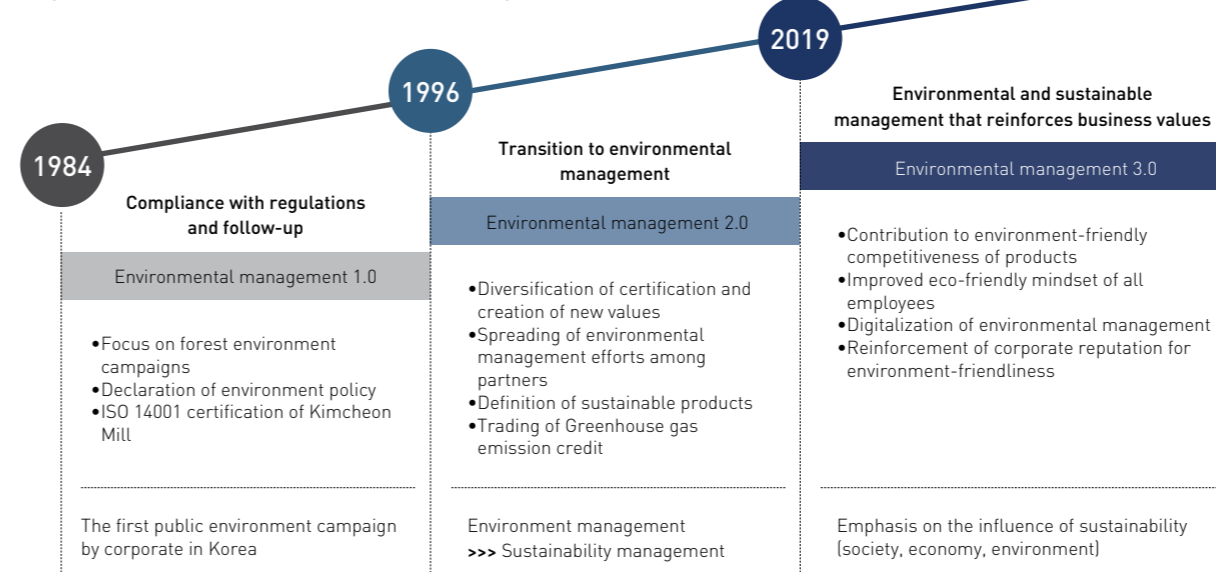 1984
Compliance with regulations
and follow-up
Environmental management 1.0
•Focus on forest environment
campaigns
•Declaration of environment policy
•ISO 14001 certification of Kimcheon
Mill
The first public environment campaign
by corporate in Korea
1996
Transition to environmental
management
Environmental management 2.0
•Diversification of certification and
creation of new values
•Spreading of environmental
management efforts among
partners
•Definition of sustainable products
•Trading of Greenhouse gas
emission credit
Environment management
>>> Sustainability management
2019
Environmental and sustainable
management that reinforces business values
Environmental management 3.0
•Contribution to environment-friendly
competitiveness of products
•Improved eco-friendly mindset of all
employees
•Digitalization of environmental management
•Reinforcement of corporate reputation for
environment-friendliness
Emphasis on the influence of sustainability
(society, economy, environment)